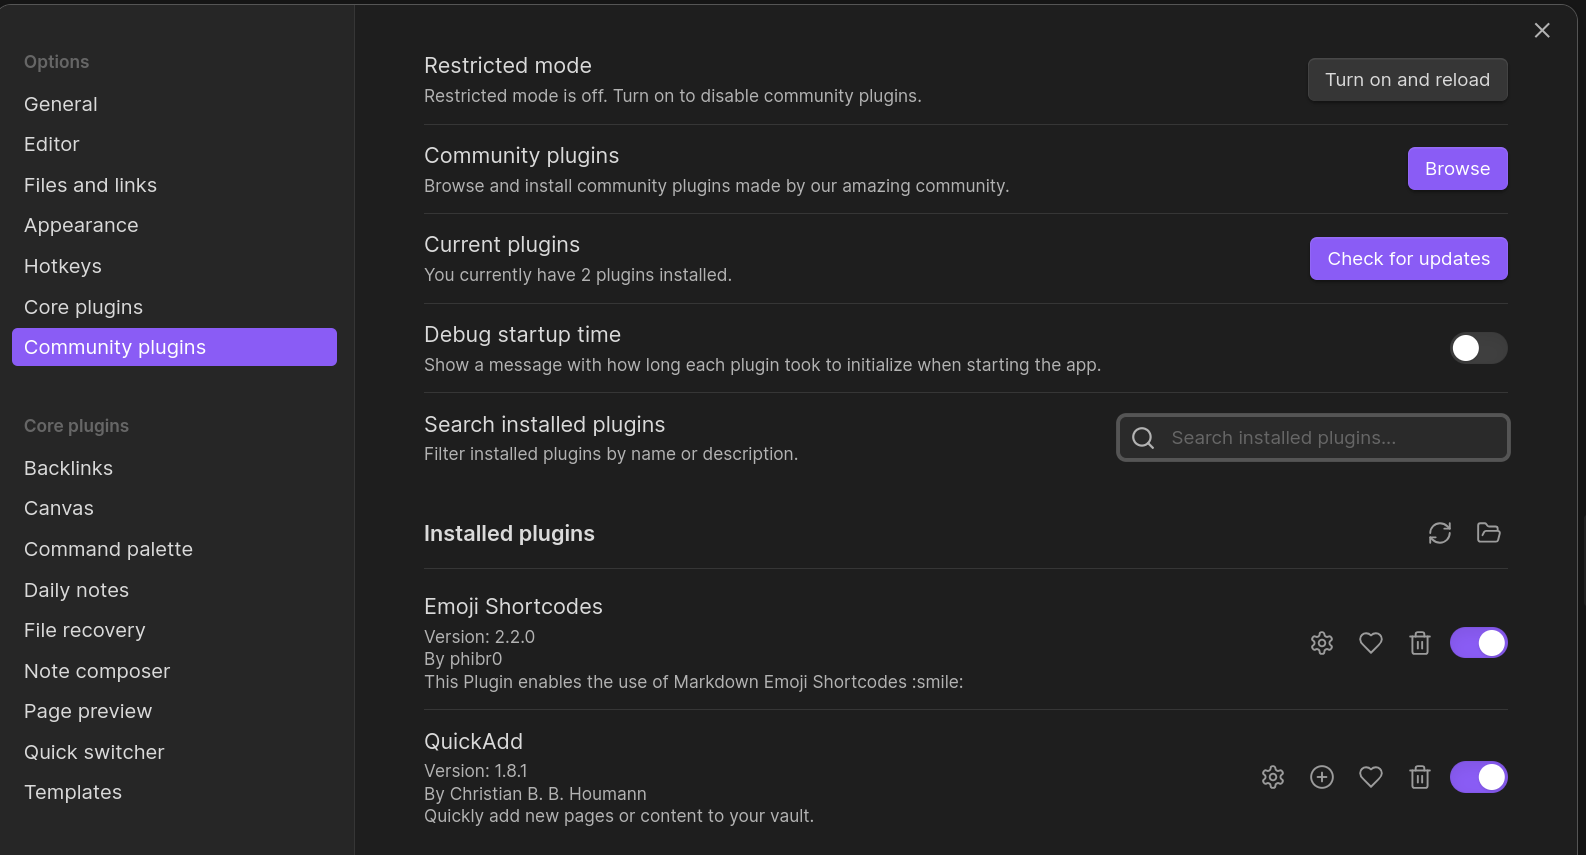 Options
General
Editor
Files and links
Appearance
Hotkeys
Core plugins
Community plugins
Core plugins
Backlinks
Canvas
Command palette
Daily notes
File recovery
Note composer
Page preview
Quick switcher
Templates
Restricted mode
Restricted mode is off. Turn on to disable community plugins.
Turn on and reload
Community plugins
Browse and install community plugins made by our amazing community.
Browse
Current plugins
You currently have 2 plugins installed.
Check for updates
Debug startup time
Show a message with how long each plugin took to initialize when starting the app.
Search installed plugins
Filter installed plugins by name or description.
Search installed plugins...
Installed plugins
Emoji Shortcodes
Version: 2.2.0
By phibr0
This Plugin enables the use of Markdown Emoji Shortcodes :smile:
QuickAdd
Version: 1.8.1
By Christian B. B. Houmann
Quickly add new pages or content to your vault.